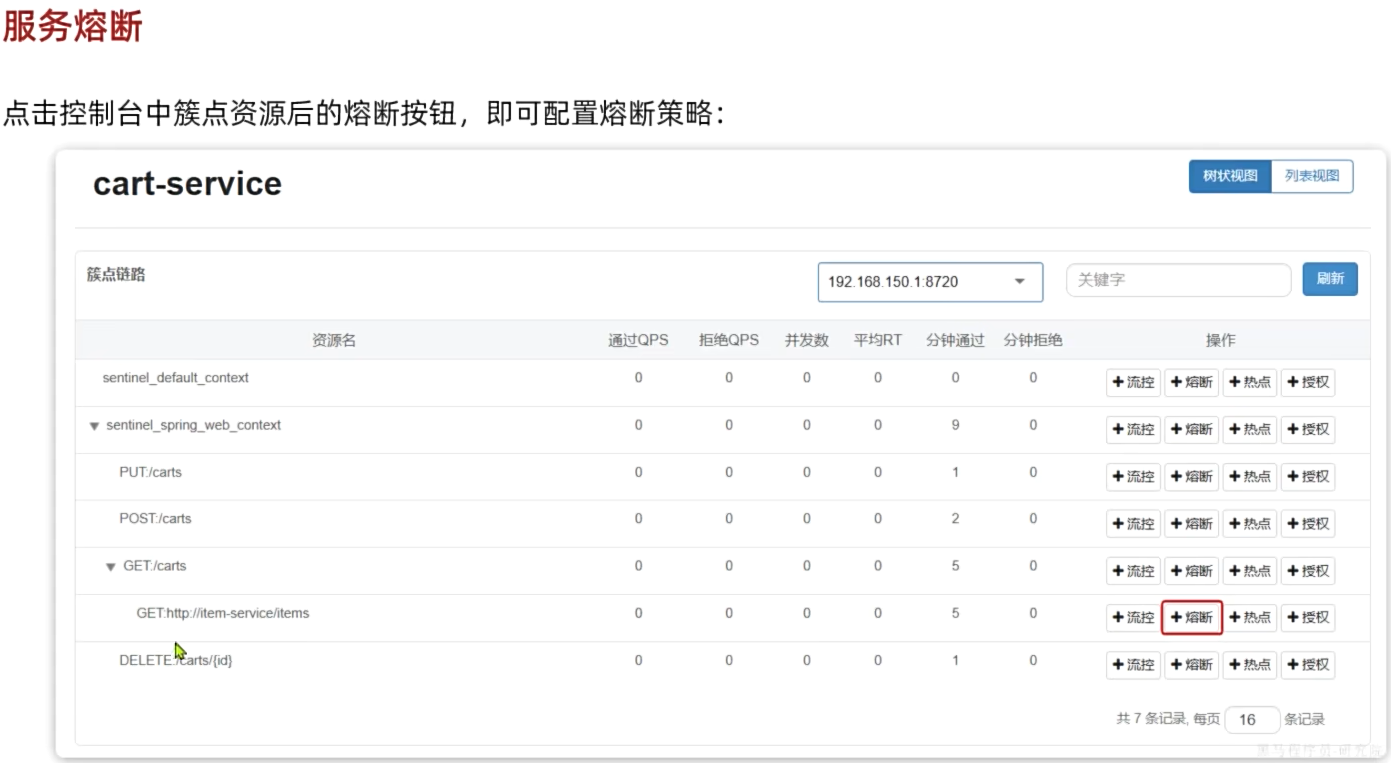 服务熔断
点击控制台中簇点资源后的熔断按钮，即可配置熔断策略：
cart-service
树状视图 列表视图
簇点链路 192.168.150.1:8720 关键字 刷新
资源名 通过QPS 拒绝QPS 并发数 平均RT 分钟通过 分钟拒绝 操作
sentinel_default_context 0 0 0 0 0 0 +流控 +熔断 +热点 +授权
sentinel_spring_web_context 0 0 0 0 9 0 +流控 +熔断 +热点 +授权
PUT:/carts 0 0 0 0 1 0 +流控 +熔断 +热点 +授权
POST:/carts 0 0 0 0 2 0 +流控 +熔断 +热点 +授权
GET:/carts 0 0 0 0 5 0 +流控 +熔断 +热点 +授权
GET:http://item-service/items 0 0 0 0 5 0 +流控 +熔断 +热点 +授权
DELETE:/carts/{id} 0 0 0 0 1 0 +流控 +熔断 +热点 +授权
共 7 条记录, 每页 16 条记录
黑马程序员-研究院